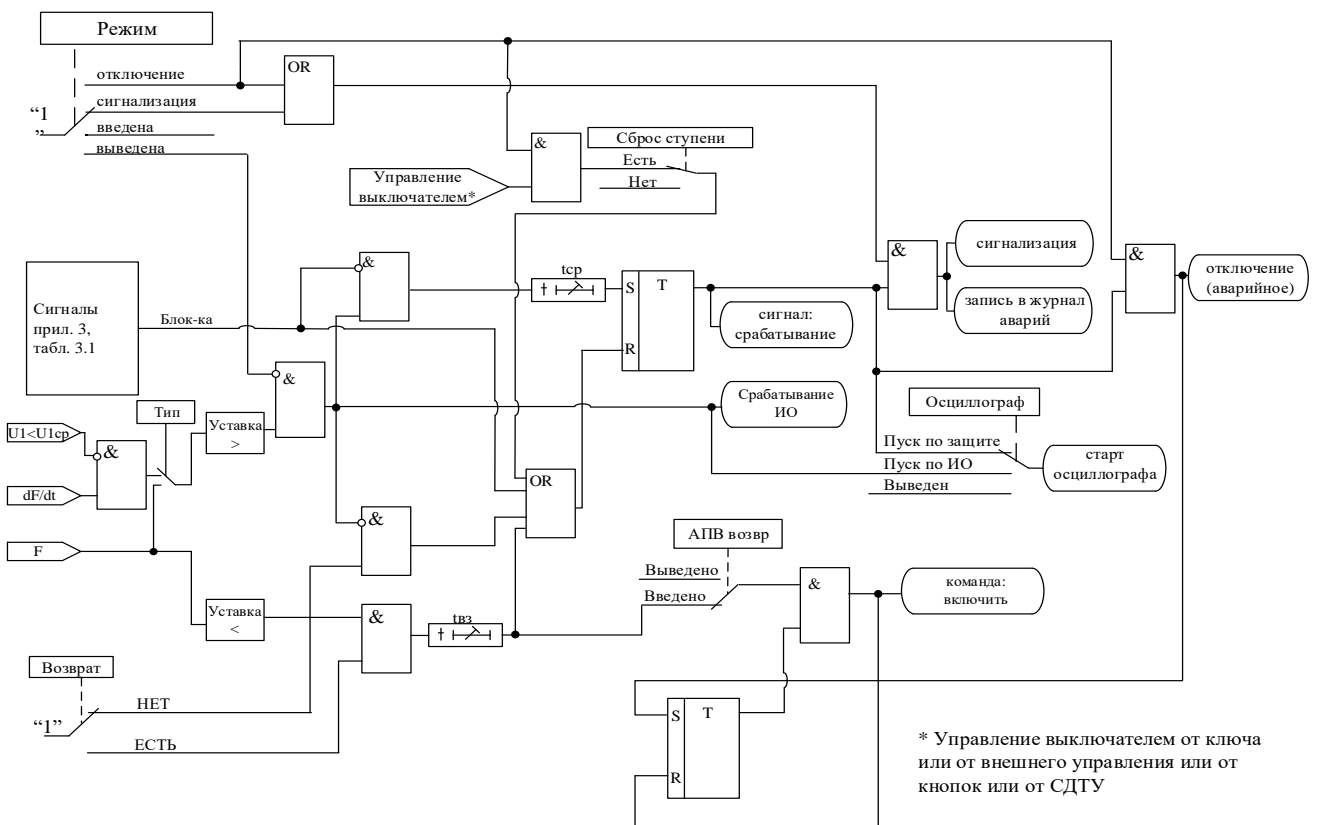 Режим
отключение
сигнализация
введена
выведена
“1
”
OR
&
Управление
выключателем*
Сброс ступени
Есть
Нет
Сигналы
прил. 3,
табл. 3.1
Блок-ка
&
tср
S
T
R
сигнал:
срабатывание
&
сигнализация
запись в журнал
аварий
&
отключение
(аварийное)
&
Срабатывание
ИО
Тип
U1<U1ср
&
dF/dt
F
Уставка
>
Осциллограф
Пуск по защите
Пуск по ИО
Выведен
старт
осциллографа
OR
&
АПВ возвр
Выведено
Введено
&
команда:
включить
Уставка
<
&
tвз
Возврат
“1”
НЕТ
ЕСТЬ
S
T
R
* Управление выключателем от ключа
или от внешнего управления или от
кнопок или от СДТУ